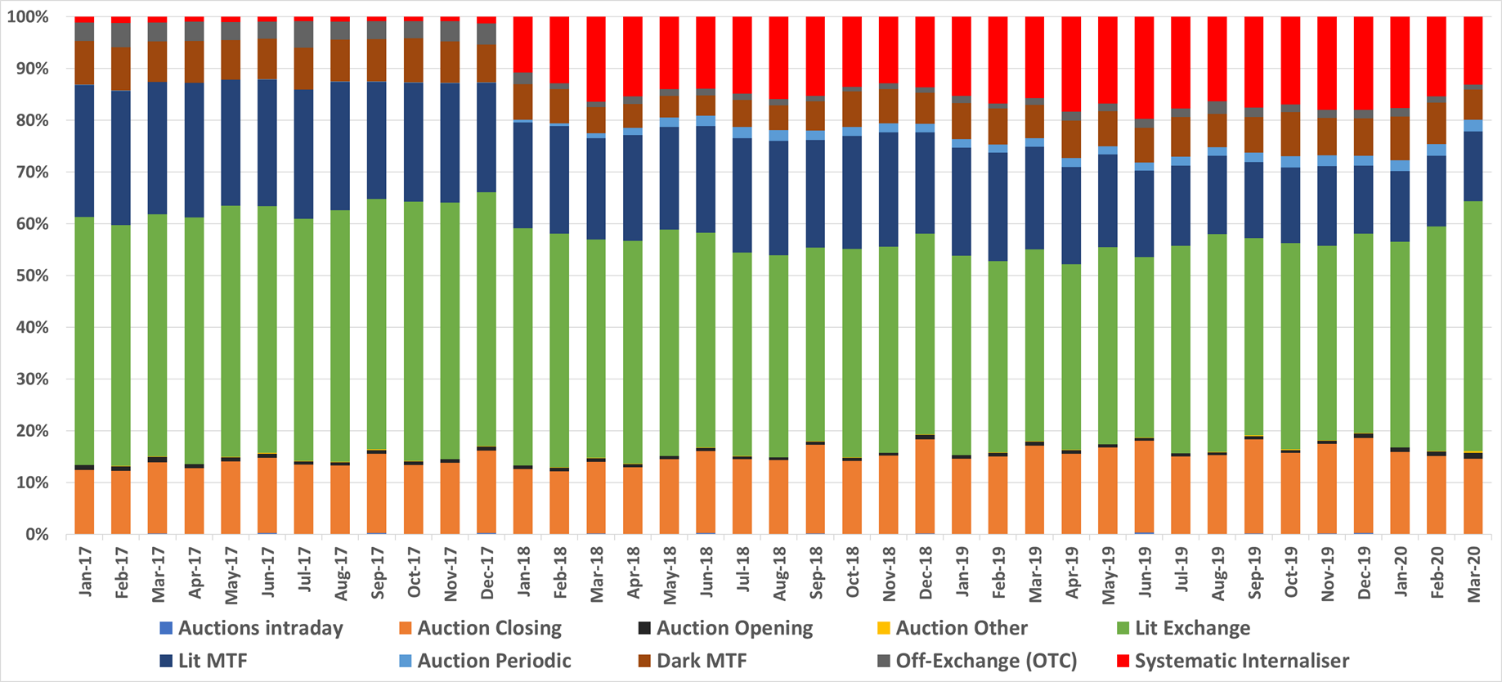 100%
90%
80%
70%
60%
50%
40%
30%
20%
10%
0%
Jan-17
Feb-17
Mar-17
Apr-17
May-17
Jun-17
Jul-17
Aug-17
Sep-17
Oct-17
Nov-17
Dec-17
Jan-18
Feb-18
Mar-18
Apr-18
May-18
Jun-18
Jul-18
Aug-18
Sep-18
Oct-18
Nov-18
Dec-18
Jan-19
Feb-19
Mar-19
Apr-19
May-19
Jun-19
Jul-19
Aug-19
Sep-19
Oct-19
Nov-19
Dec-19
Jan-20
Feb-20
Mar-20
Auctions intraday Auction Closing Auction Opening Auction Other Lit Exchange
Lit MTF Auction Periodic Dark MTF Off-Exchange (OTC) Systematic Internaliser